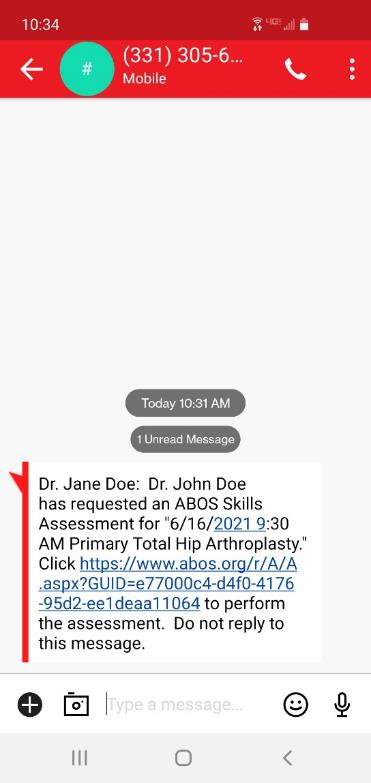 10:34
(331) 305-6...
#
Mobile
Today 10:31 AM
1 Unread Message
Dr. Jane Doe: Dr. John Doe
has requested an ABOS Skills
Assessment for "6/16/2021 9:30
AM Primary Total Hip Arthroplasty."
Click https://www.abos.org/r/A/A
.aspx?GUID=e77000c4-d4f0-4176
-95d2-ee1deaa11064 to perform
the assessment. Do not reply to
this message.
Type a message...